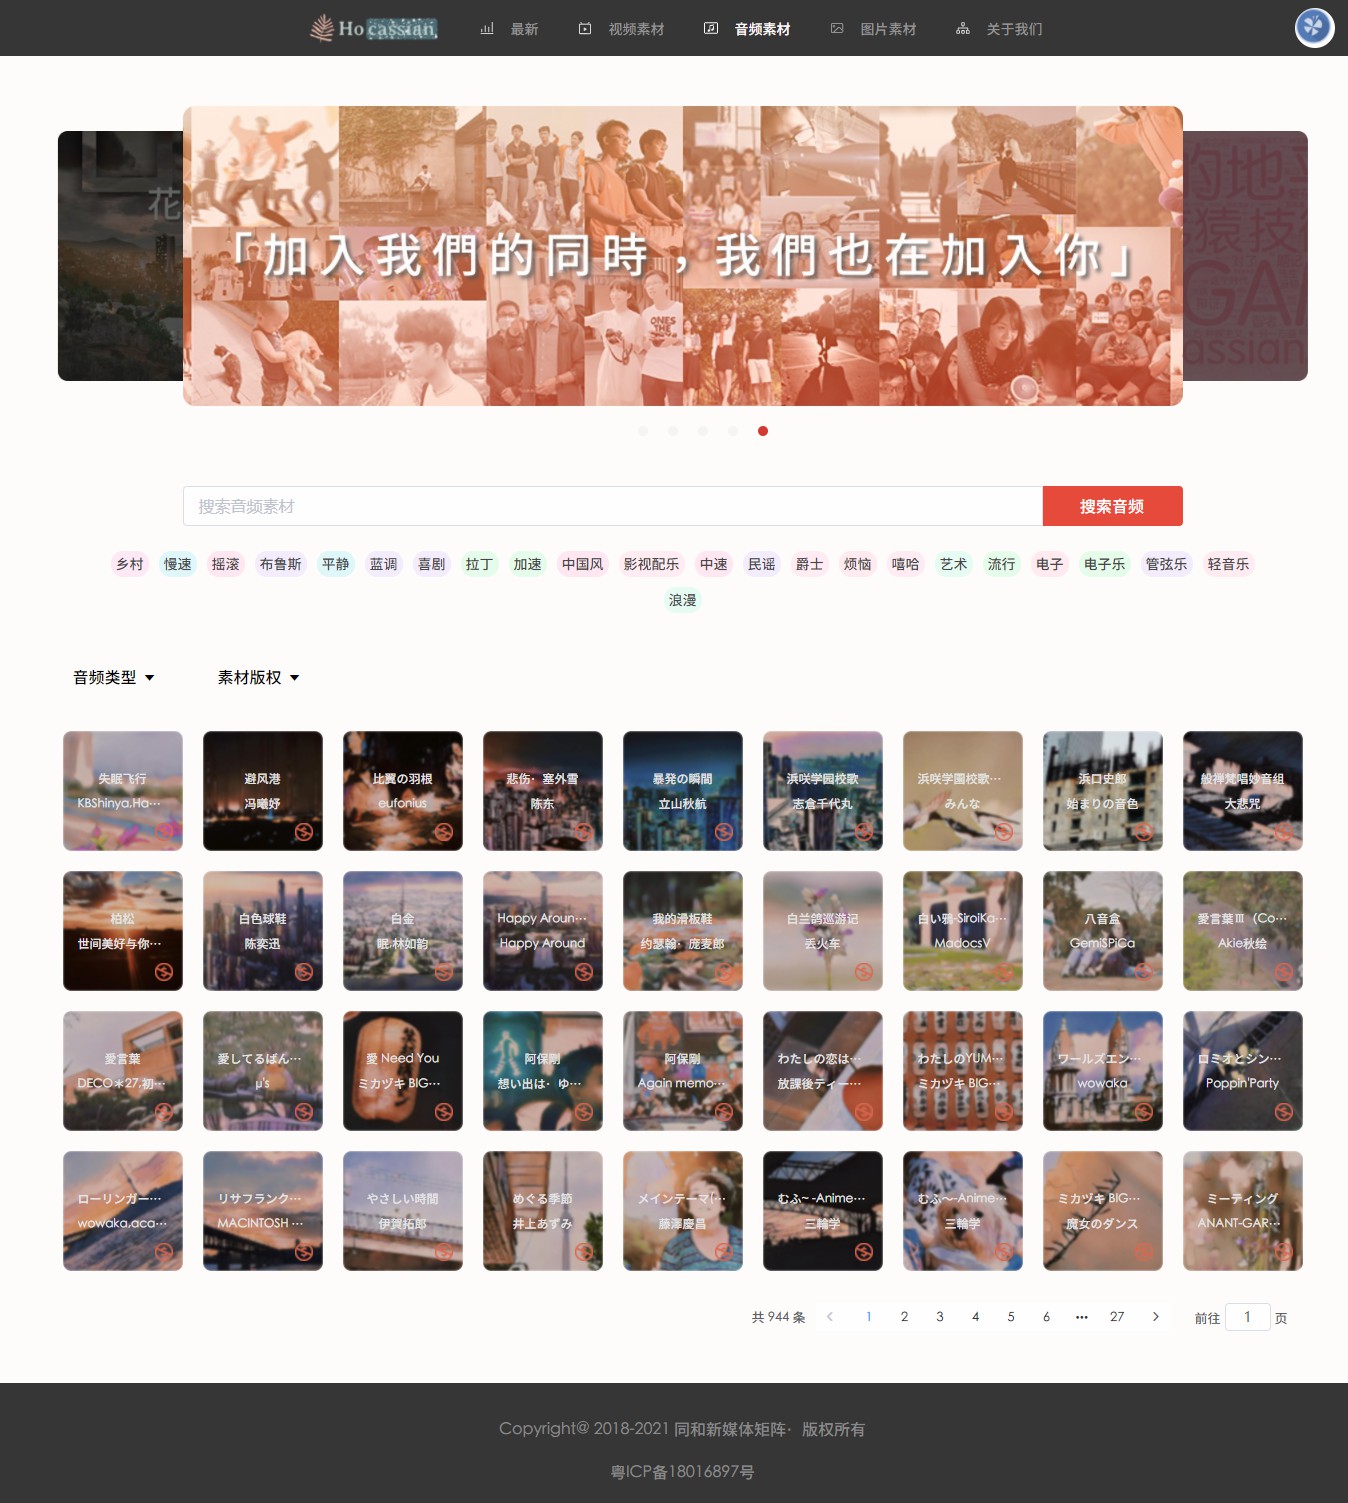 Ho cassian.
最新
视频素材
音频素材
图片素材
关于我们
花
「加入我們的同時，我們也在加入你」
ONES
THE
的地
猿技
GAM
assian
搜索音频素材
搜索音频
乡村 慢速 摇滚 布鲁斯 平静 蓝调 喜剧 拉丁 加速 中国风 影视配乐 中速 民谣 爵士 烦恼 嘻哈 艺术 流行 电子 电子乐 管弦乐 轻音乐
浪漫
音频类型
素材版权
失眠飞行
KBShinya,Ha…
避风港
冯曦妤
比翼の羽根
eufonius
悲伤·塞外雪
陈东
暴発の瞬間
立山秋航
浜咲学园校歌
志倉千代丸
浜咲学園校歌…
みんな
浜口史郎
始まりの音色
般禅梵唱妙音组
大悲咒
柏松
世间美好与你…
白色球鞋
陈奕迅
白金
眠,林如韵
Happy Aroun…
Happy Around
我的滑板鞋
约瑟翰·庞麦郎
白兰鸽巡游记
丢火车
白い鴉-SiroiKa…
MadocsV
八音盒
GemiSPiCa
愛言葉Ⅲ（Co…
Akie秋绘
愛言葉
DECO＊27,初…
愛してるばん…
μ's
愛 Need You
ミカヅキ BIG…
阿保剛
想い出は·ゆ…
阿保剛
Again memo…
わたしの恋は…
放課後ティー…
わたしのYUM…
ミカヅキ BIG…
ワールズエン…
wowaka
ロミオとシン…
Poppin'Party
ローリンガー…
wowaka,aca…
リサフランク…
MACINTOSH …
やさしい時間
伊賀拓郎
めぐる季節
井上あずみ
メインテーマ(…
藤澤慶昌
むふ~ -Anime…
三輪学
むふ～-Anime…
三輪学
ミカヅキ BIG…
魔女のダンス
ミーティング
ANANT-GAR…
共 944 条 1 2 3 4 5 6 ••• 27 前往 1 页
Copyright@ 2018-2021 同和新媒体矩阵·版权所有
粤ICP备18016897号